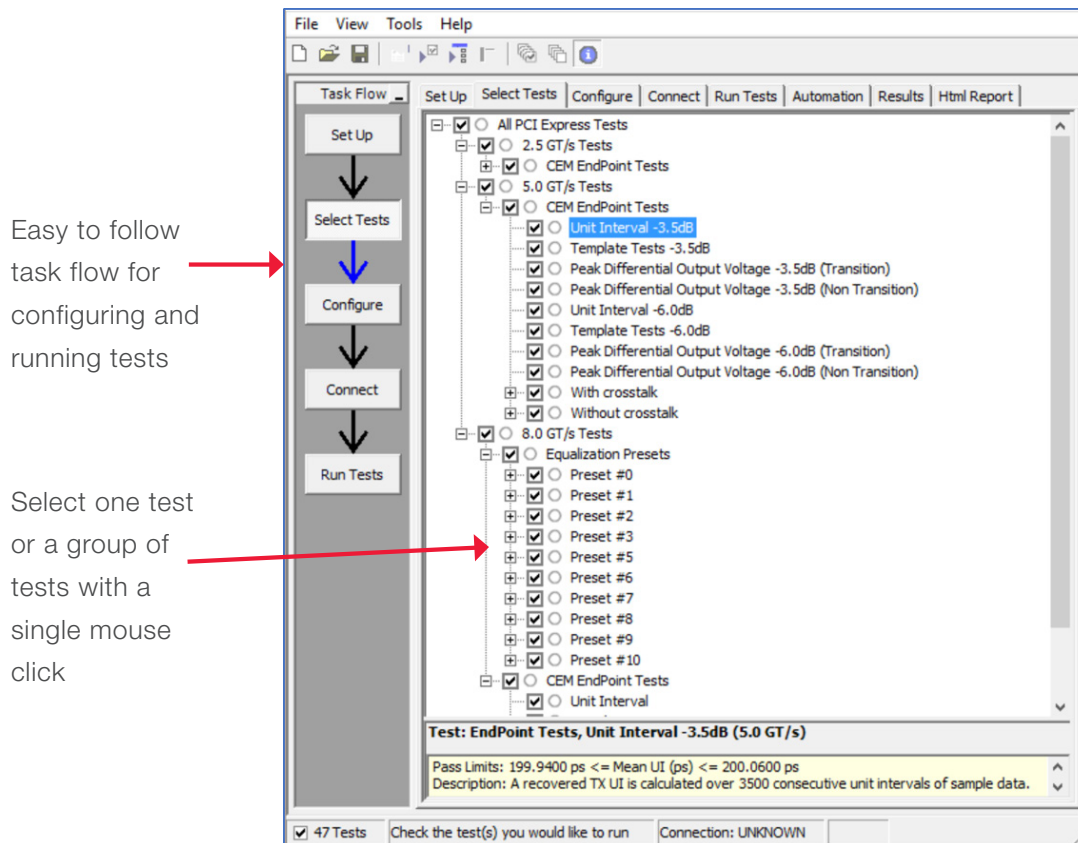 File View Tools Help
Task Flow
Set Up Select Tests Configure Connect Run Tests Automation Results Html Report
Set Up
Select Tests
Configure
Connect
Run Tests
All PCI Express Tests
2.5 GT/s Tests
CEM EndPoint Tests
5.0 GT/s Tests
CEM EndPoint Tests
Unit Interval -3.5dB
Template Tests -3.5dB
Peak Differential Output Voltage -3.5dB (Transition)
Peak Differential Output Voltage -3.5dB (Non Transition)
Unit Interval -6.0dB
Template Tests -6.0dB
Peak Differential Output Voltage -6.0dB (Transition)
Peak Differential Output Voltage -6.0dB (Non Transition)
With crosstalk
Without crosstalk
8.0 GT/s Tests
Equalization Presets
Preset #0
Preset #1
Preset #2
Preset #3
Preset #5
Preset #6
Preset #7
Preset #8
Preset #9
Preset #10
CEM EndPoint Tests
Unit Interval
Test: EndPoint Tests, Unit Interval -3.5dB (5.0 GT/s)
Pass Limits: 199.9400 ps <= Mean UI (ps) <= 200.0600 ps
Description: A recovered TX UI is calculated over 3500 consecutive unit intervals of sample data.
47 Tests Check the test(s) you would like to run Connection: UNKNOWN
Easy to follow
task flow for
configuring and
running tests
Select one test
or a group of
tests with a
single mouse
click